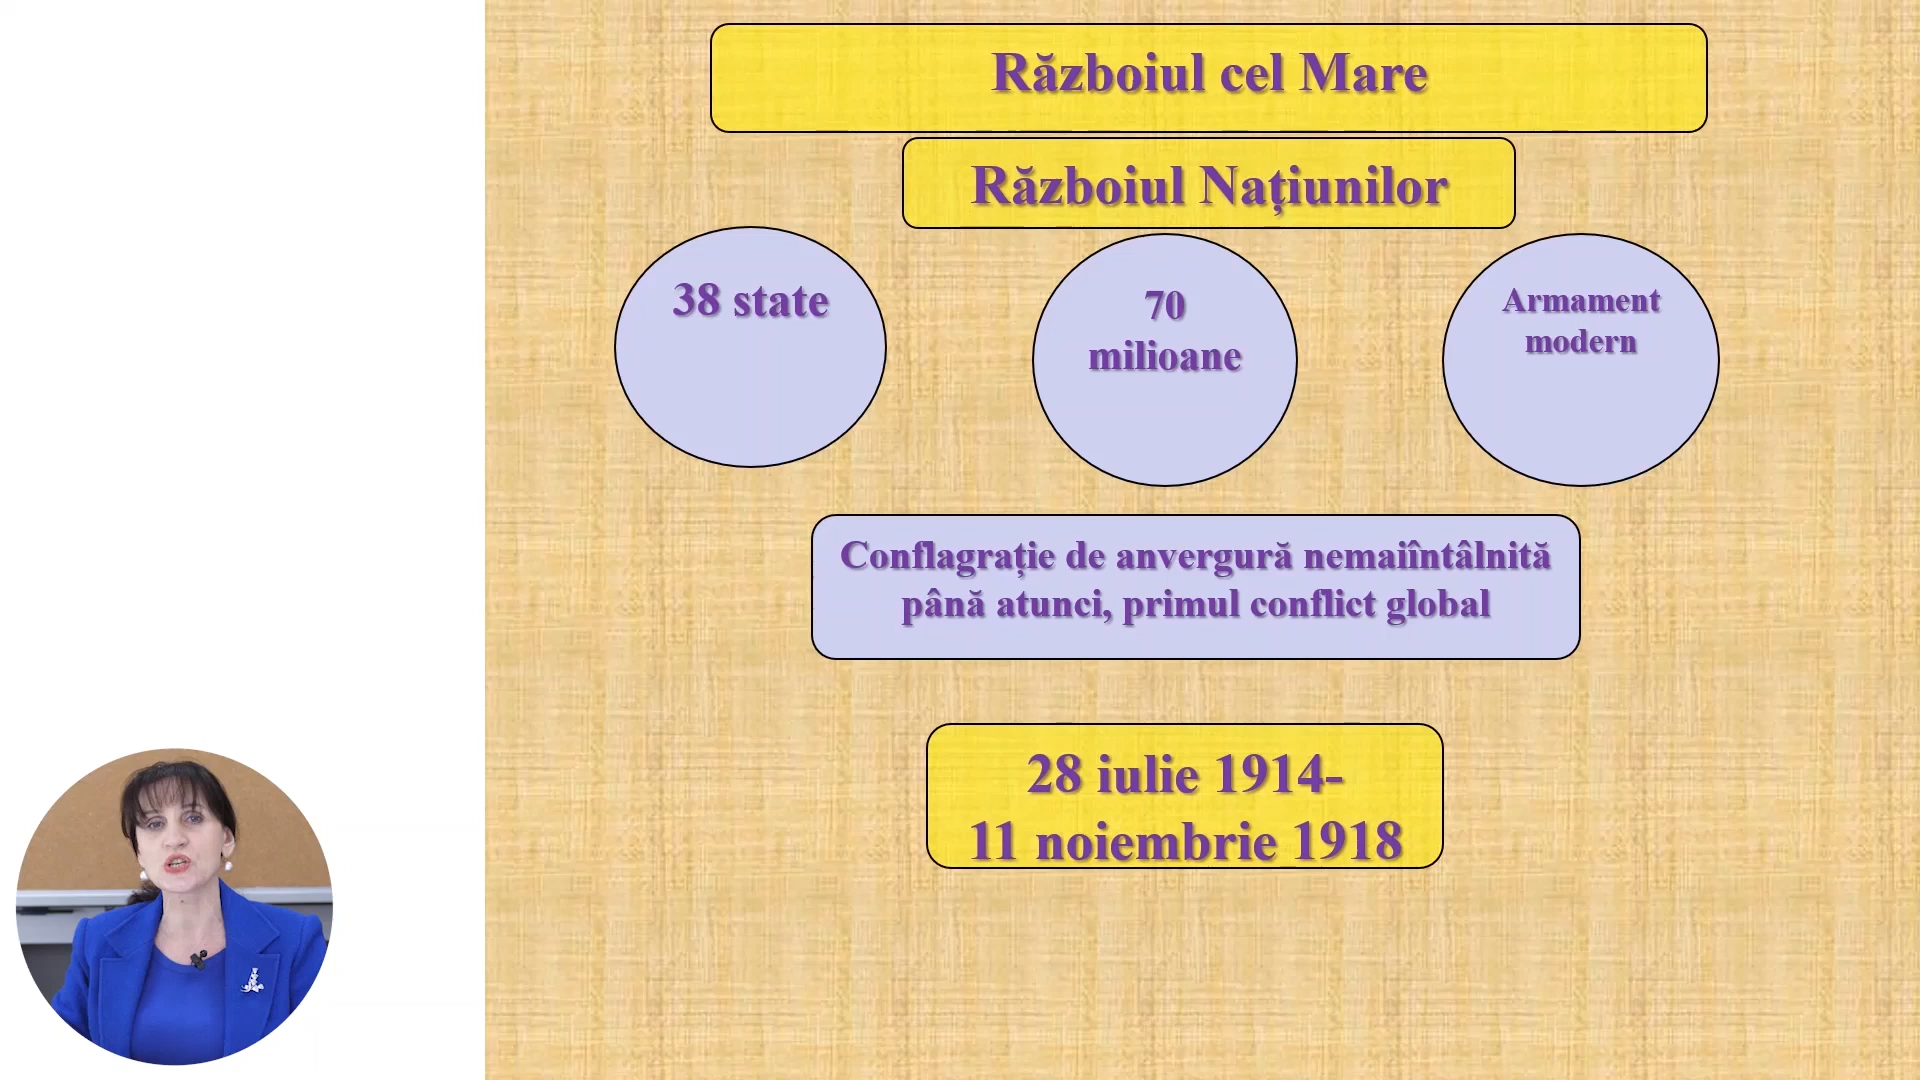 Războiul cel Mare
Războiul Națiunilor
38 state
70
milioane
Armament
modern
Conflagrație de anvergură nemaiîntâlnită
până atunci, primul conflict global
28 iulie 1914-
11 noiembrie 1918